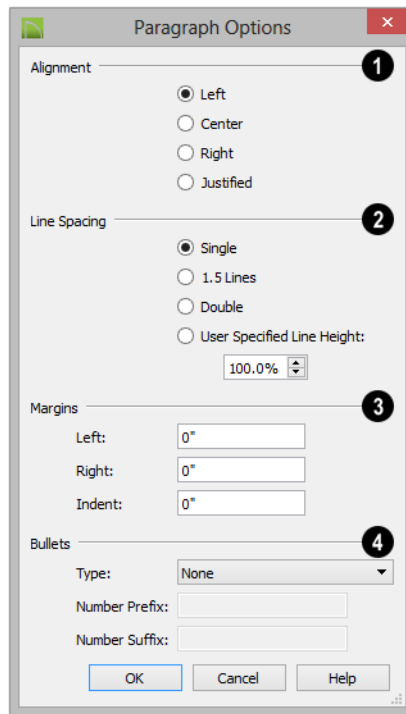 Paragraph Options
Alignment 1
Left
Center
Right
Justified
Line Spacing 2
Single
1.5 Lines
Double
User Specified Line Height:
100.0%
Margins 3
Left: 0"
Right: 0"
Indent: 0"
Bullets 4
Type: None
Number Prefix:
Number Suffix:
OK Cancel Help